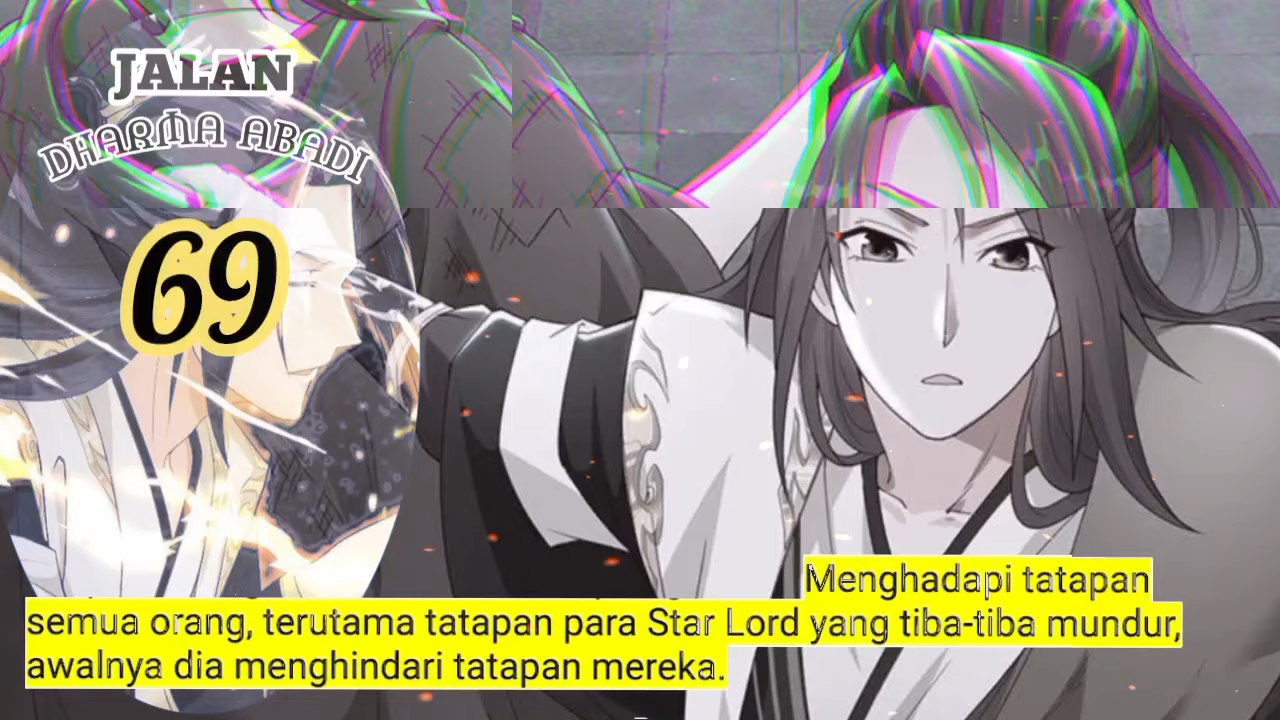 JALAN
DHARMA ABADI
69
Menghadapi tatapan
semua orang, terutama tatapan para Star Lord yang tiba-tiba mundur,
awalnya dia menghindari tatapan mereka.